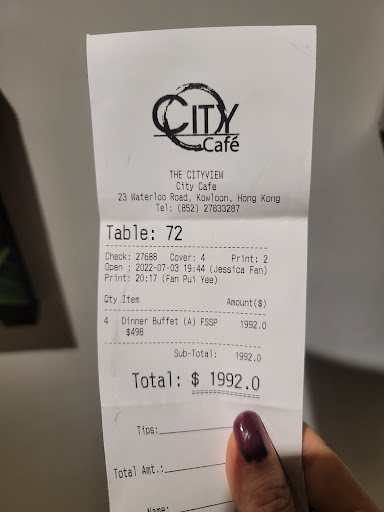 CITY
Café
THE CITYVIEW
City Cafe
23 Waterloo Road, Kowloon, Hong Kong
Tel: (852) 27833287
Table: 72
Check: 27688 Cover: 4 Print: 2
Open ; 2022-07-03 19:44 (Jessica Fan)
Print: 20:17 (Fan Pui Yee)
Qty Item Amount($)
4 Dinner Buffet (A) FSSP 1992.0
$498
Sub-Total: 1992.0
Total: $ 1992.0
Tips:
Total Amt.:
Name: